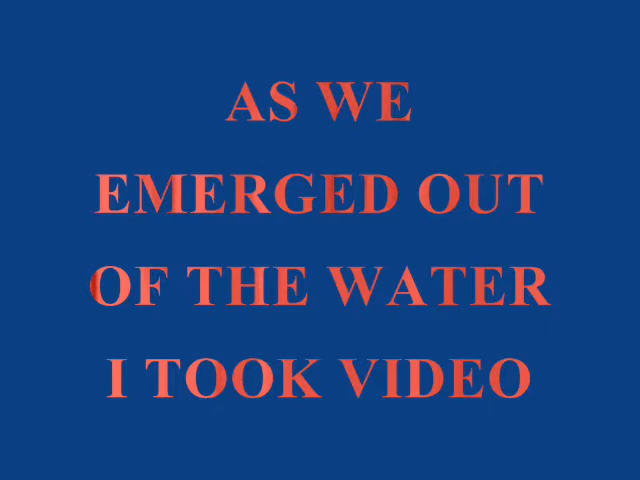 AS WE
EMERGED OUT
OF THE WATER
I TOOK VIDEO